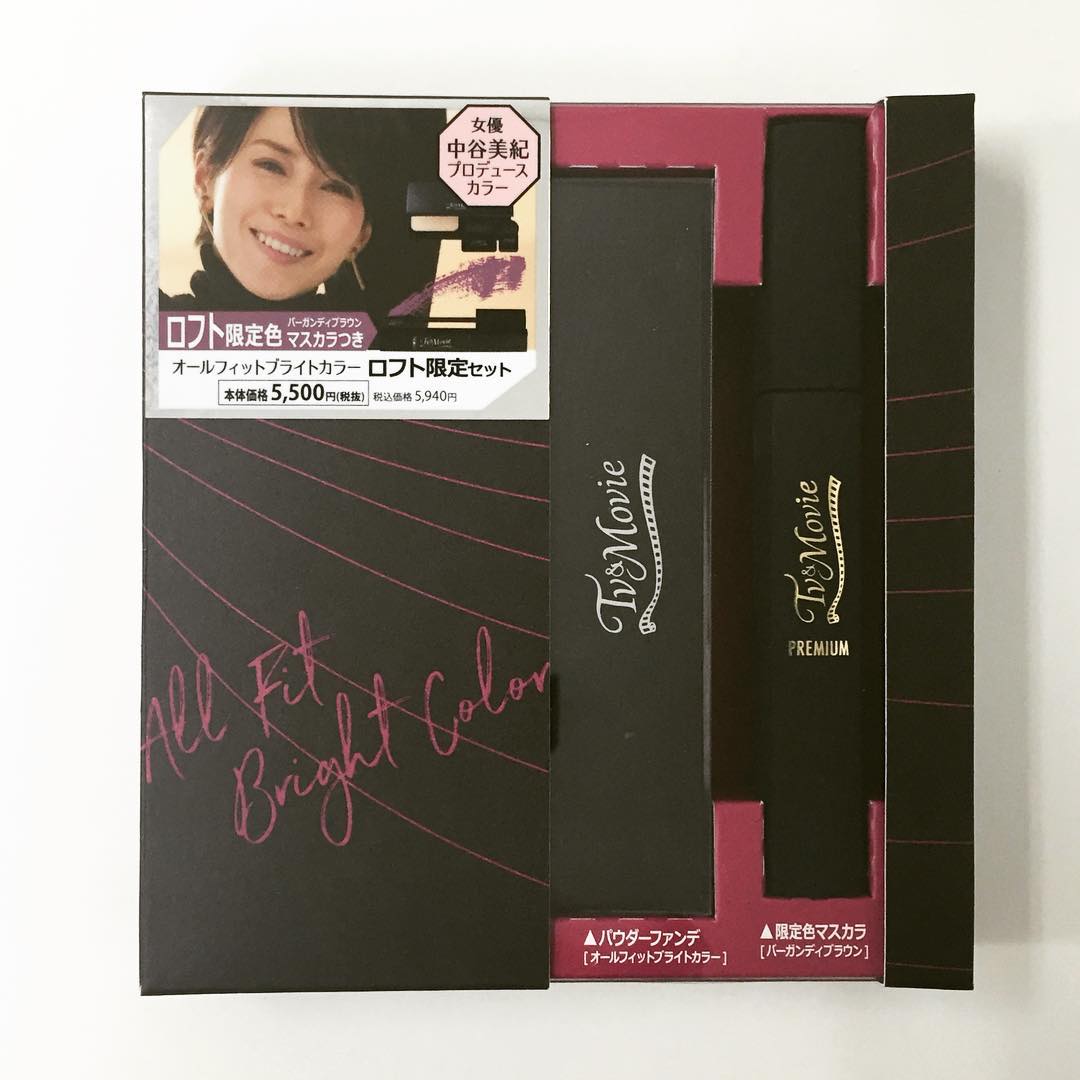 女優
中谷美紀
プロデュース
カラー
ロフト限定色 バーガンディブラウン マスカラつき
オールフィットブライトカラー ロフト限定セット
本体価格 5,500円(税抜) 税込価格 5,940円
All Fit
Bright Color
Tv&Movie
Tv&Movie
PREMIUM
▲パウダーファンデ
[オールフィットブライトカラー]
▲限定色マスカラ
[バーガンディブラウン]